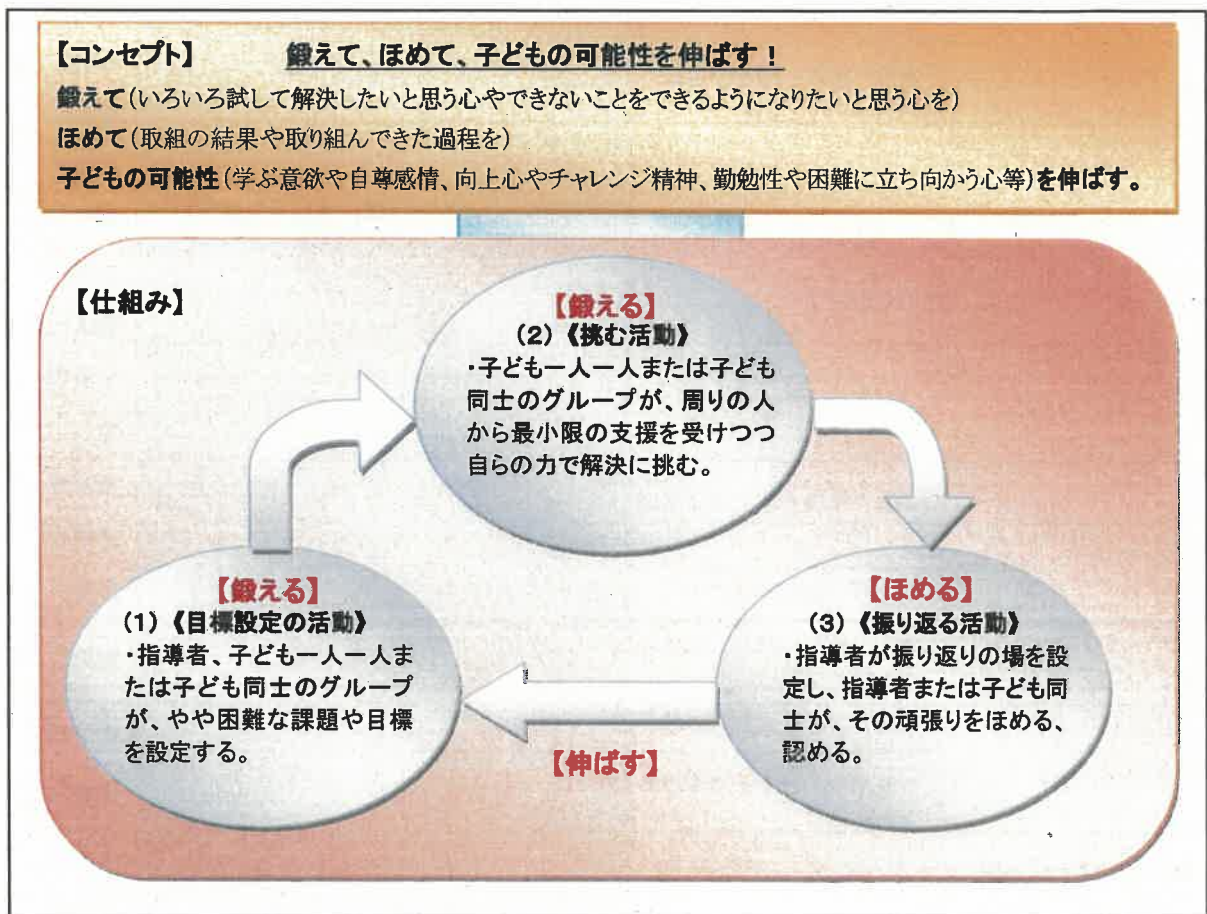 【コンセプト】 鍛えて、ほめて、子どもの可能性を伸ばす！
鍛えて(いろいろ試して解決したいと思う心やできないことをできるようになりたいと思う心を)
ほめて(取組の結果や取り組んできた過程を)
子どもの可能性(学ぶ意欲や自尊感情、向上心やチャレンジ精神、勤勉性や困難に立ち向かう心等)を伸ばす。
【仕組み】
【鍛える】
(2)《挑む活動》
・子ども一人一人または子ども
同士のグループが、周りの人
から最小限の支援を受けつつ
自らの力で解決に挑む。
【鍛える】
(1)《目標設定の活動》
・指導者、子ども一人一人ま
たは子ども同士のグループ
が、やや困難な課題や目標
を設定する。
【ほめる】
(3)《振り返る活動》
・指導者が振り返りの場を設
定し、指導者または子ども同
士が、その頑張りをほめる、
認める。
【伸ばす】